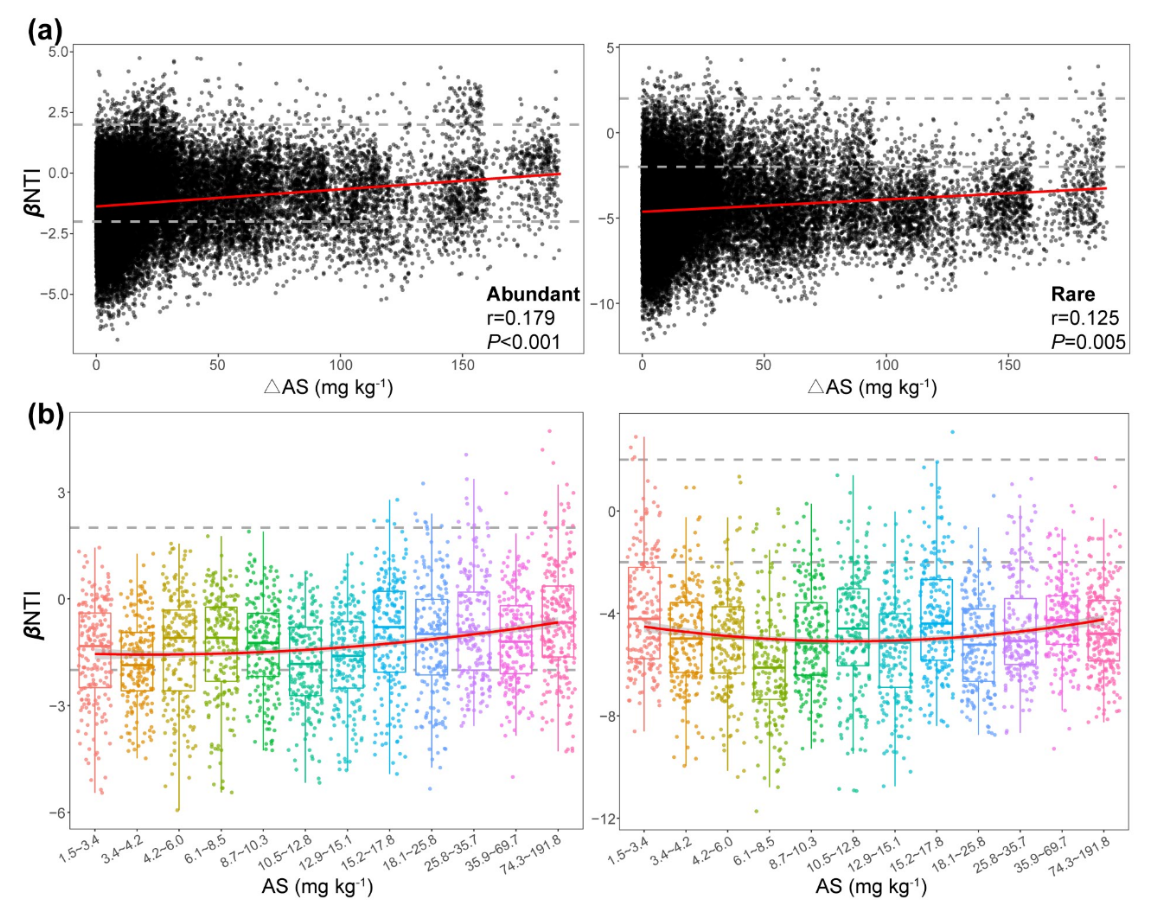 (a)
5.0
2.5
0.0
−2.5
−5.0
βNTI
Abundant
r=0.179
P<0.001
0 50 100 150
△AS (mg kg⁻¹)
5
0
−5
−10
Rare
r=0.125
P=0.005
0 50 100 150
△AS (mg kg⁻¹)
(b)
3
0
−3
−6
βNTI
1.5~3.4 3.4~4.2 4.2~6.0 6.1~8.5 8.7~10.3 10.5~12.8 12.9~15.1 15.2~17.8 18.1~25.8 25.8~35.7 35.9~69.7 74.3~191.8
AS (mg kg⁻¹)
0
−4
−8
−12
1.5~3.4 3.4~4.2 4.2~6.0 6.1~8.5 8.7~10.3 10.5~12.8 12.9~15.1 15.2~17.8 18.1~25.8 25.8~35.7 35.9~69.7 74.3~191.8
AS (mg kg⁻¹)